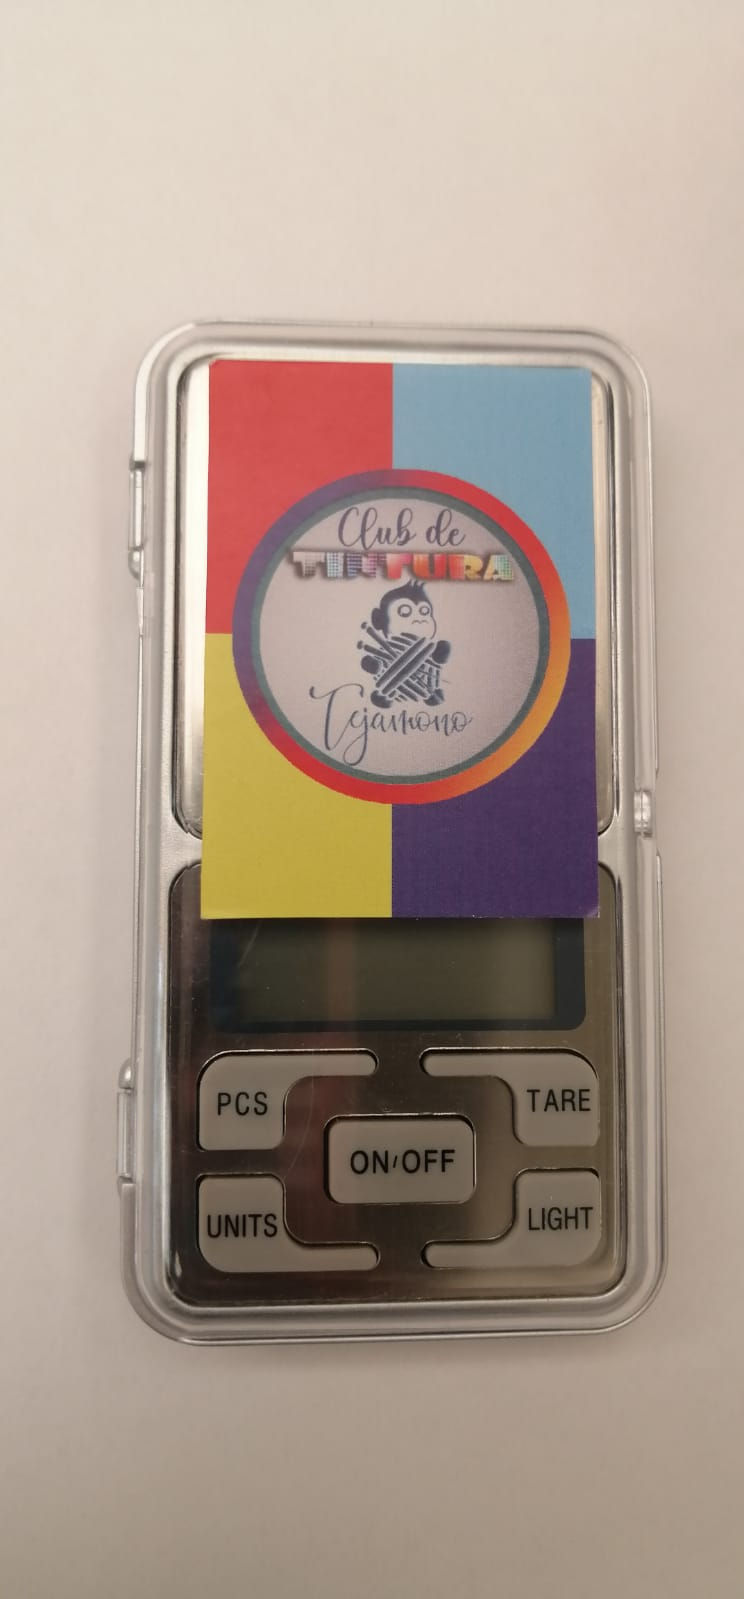 Club de
TINTURA
Tejamono
PCS
TARE
ON/OFF
UNITS
LIGHT